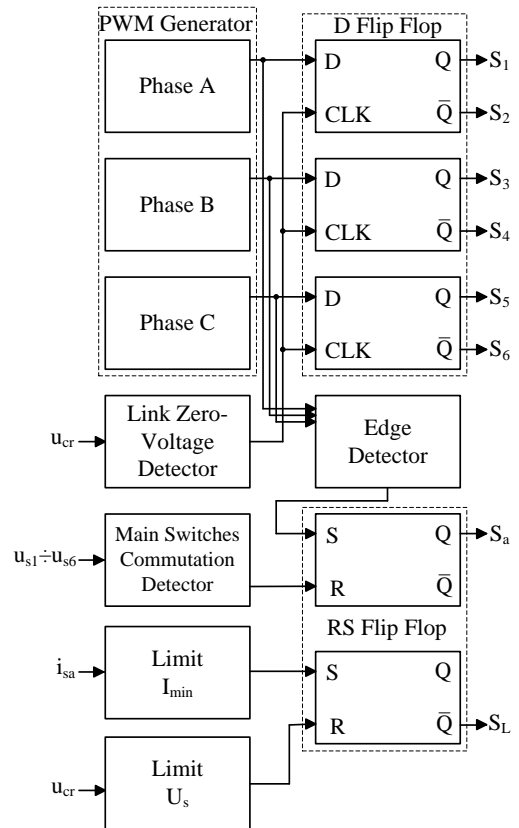 PWM Generator
D Flip Flop
Phase A
D
Q
S1
CLK
Q̅
S2
Phase B
D
Q
S3
CLK
Q̅
S4
Phase C
D
Q
S5
CLK
Q̅
S6
ucr
Link Zero-
Voltage
Detector
Edge
Detector
us1÷us6
Main Switches
Commutation
Detector
S
Q
Sa
R
Q̅
RS Flip Flop
isa
Limit
Imin
S
Q
R
Q̅
SL
ucr
Limit
Us